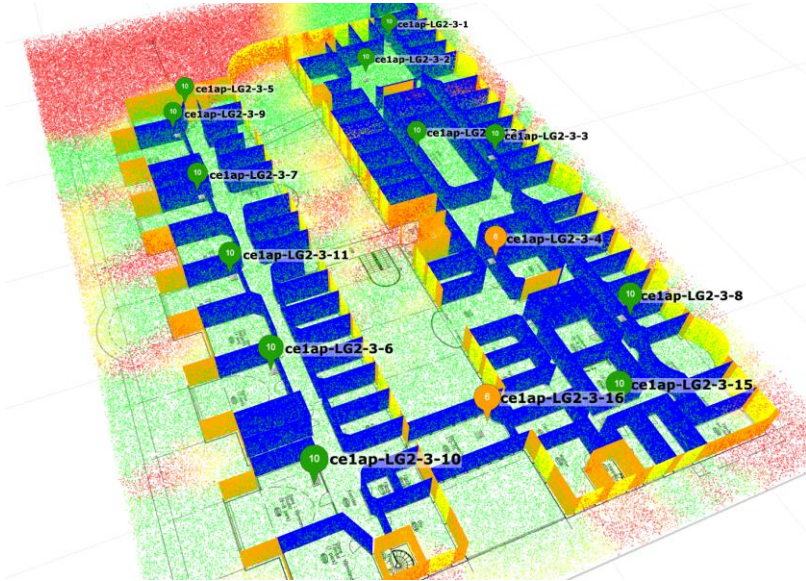 10 ce1ap-LG2-3-1
10 ce1ap-LG2-3-2
10 ce1ap-LG2-3-5
10 ce1ap-LG2-3-9
10 ce1ap-LG2-3-3
10 ce1ap-LG2
10 ce1ap-LG2-3-7
6 ce1ap-LG2-3-4
10 ce1ap-LG2-3-11
10 ce1ap-LG2-3-8
10 ce1ap-LG2-3-6
10 ce1ap-LG2-3-15
6 ce1ap-LG2-3-16
10 ce1ap-LG2-3-10